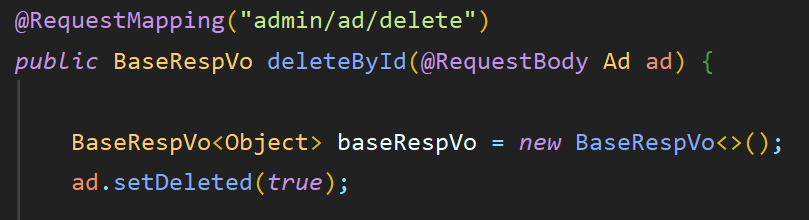 @RequestMapping("admin/ad/delete")
public BaseRespVo deleteById(@RequestBody Ad ad) {
BaseRespVo<Object> baseRespVo = new BaseRespVo<>();
ad.setDeleted(true);